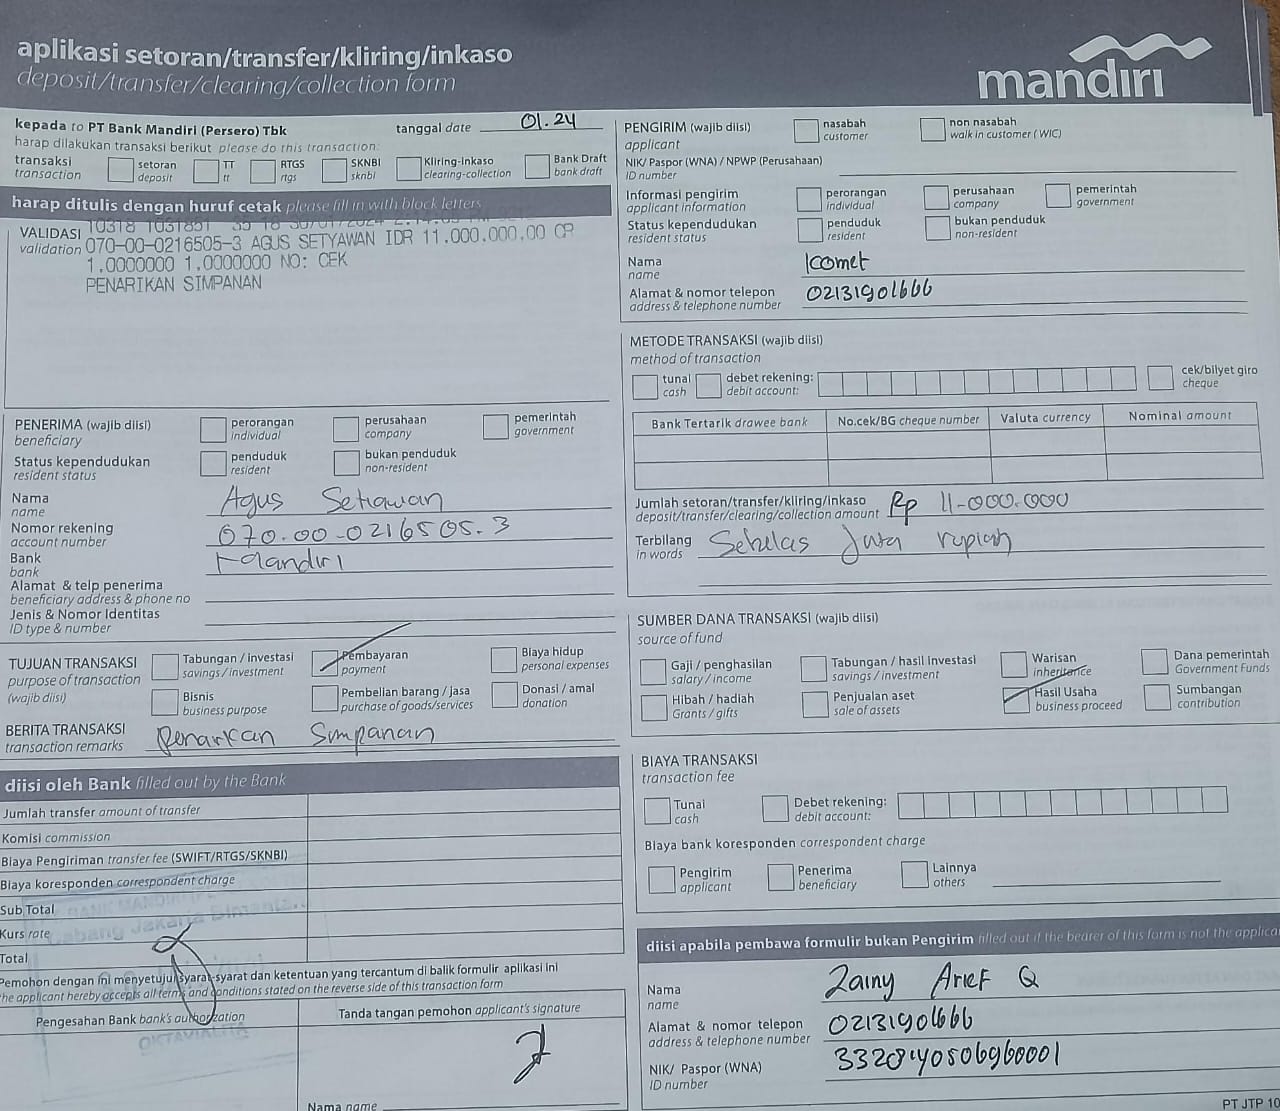 aplikasi setoran/transfer/kliring/inkaso
deposit/transfer/clearing/collection form
mandırı
kepada to PT Bank Mandiri (Persero) Tbk
tanggal date 01.24
harap dilakukan transaksi berikut please do this transaction:
transaksi
transaction
setoran
deposit
TT
tt
RTGS
rtgs
SKNBI
sknbi
Kliring-inkaso
clearing-collection
Bank Draft
bank draft
harap ditulis dengan huruf cetak please fill in with block letters
VALIDASI
validation
10318 1031851 35 18 30/01/2024
070-00-0216505-3 AGUS SETYAWAN IDR 11.000.000,00 CR
1.0000000 1.0000000 NO: CEK
PENARIKAN SIMPANAN
PENERIMA (wajib diisi)
beneficiary
perorangan
individual
perusahaan
company
pemerintah
government
Status kependudukan
resident status
penduduk
resident
bukan penduduk
non-resident
Nama
name
Agus Setiawan
Nomor rekening
account number
070.00-0216505.3
Bank
bank
Mandiri
Alamat & telp penerima
beneficiary address & phone no
Jenis & Nomor Identitas
ID type & number
TUJUAN TRANSAKSI
purpose of transaction
(wajib diisi)
Tabungan / investasi
savings / investment
Pembayaran
payment
Biaya hidup
personal expenses
Bisnis
business purpose
Pembelian barang / jasa
purchase of goods/services
Donasi / amal
donation
BERITA TRANSAKSI
transaction remarks
Penarikan Simpanan
diisi oleh Bank filled out by the Bank
Jumlah transfer amount of transfer
Komisi commission
Biaya Pengiriman transfer fee (SWIFT/RTGS/SKNBI)
Biaya koresponden correspondent charge
Sub Total
Kurs rate
Total
Pemohon dengan ini menyetujui syarat-syarat dan ketentuan yang tercantum di balik formulir aplikasi ini
the applicant hereby accepts all terms and conditions stated on the reverse side of this transaction form
Pengesahan Bank bank's authorization
Tanda tangan pemohon applicant's signature
OKTAVIALITA
Nama name
PENGIRIM (wajib diisi)
applicant
nasabah
customer
non nasabah
walk in customer (WIC)
NIK/ Paspor (WNA) / NPWP (Perusahaan)
ID number
Informasi pengirim
applicant information
perorangan
individual
perusahaan
company
pemerintah
government
Status kependudukan
resident status
penduduk
resident
bukan penduduk
non-resident
Nama
name
Icomet
Alamat & nomor telepon
address & telephone number
02131901666
METODE TRANSAKSI (wajib diisi)
method of transaction
tunai
cash
debet rekening:
debit account:
cek/bilyet giro
cheque
Bank Tertarik drawee bank
No.cek/BG cheque number
Valuta currency
Nominal amount
Jumlah setoran/transfer/kliring/inkaso
deposit/transfer/clearing/collection amount
Rp 11.000.000
Terbilang
in words
Sebelas Juta rupiah
SUMBER DANA TRANSAKSI (wajib diisi)
source of fund
Gaji / penghasilan
salary / income
Tabungan / hasil investasi
savings / investment
Warisan
inheritence
Dana pemerintah
Government Funds
Hibah / hadiah
Grants / gifts
Penjualan aset
sale of assets
Hasil Usaha
business proceed
Sumbangan
contribution
BIAYA TRANSAKSI
transaction fee
Tunai
cash
Debet rekening:
debit account:
Biaya bank koresponden correspondent charge
Pengirim
applicant
Penerima
beneficiary
Lainnya
others
diisi apabila pembawa formulir bukan Pengirim filled out if the bearer of this form is not the applica
Nama
name
Zainy Arief Q
Alamat & nomor telepon
address & telephone number
02131901666
NIK/ Paspor (WNA)
ID number
3328140506960001
PT JTP 10